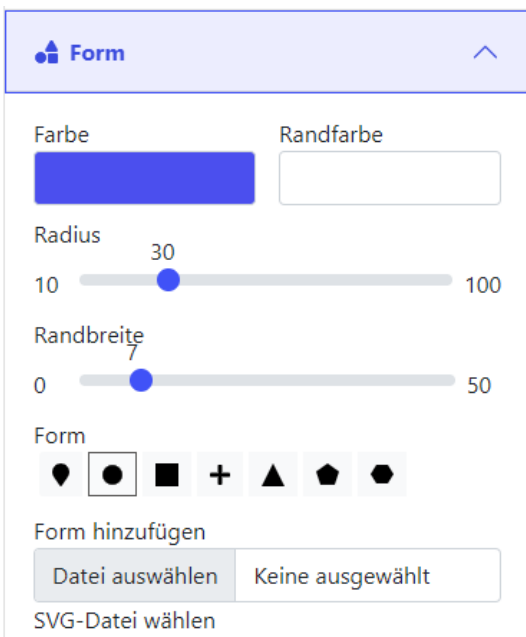 Form
Farbe Randfarbe
Radius
30
10 100
Randbreite
7
0 50
Form
Form hinzufügen
Datei auswählen Keine ausgewählt
SVG-Datei wählen